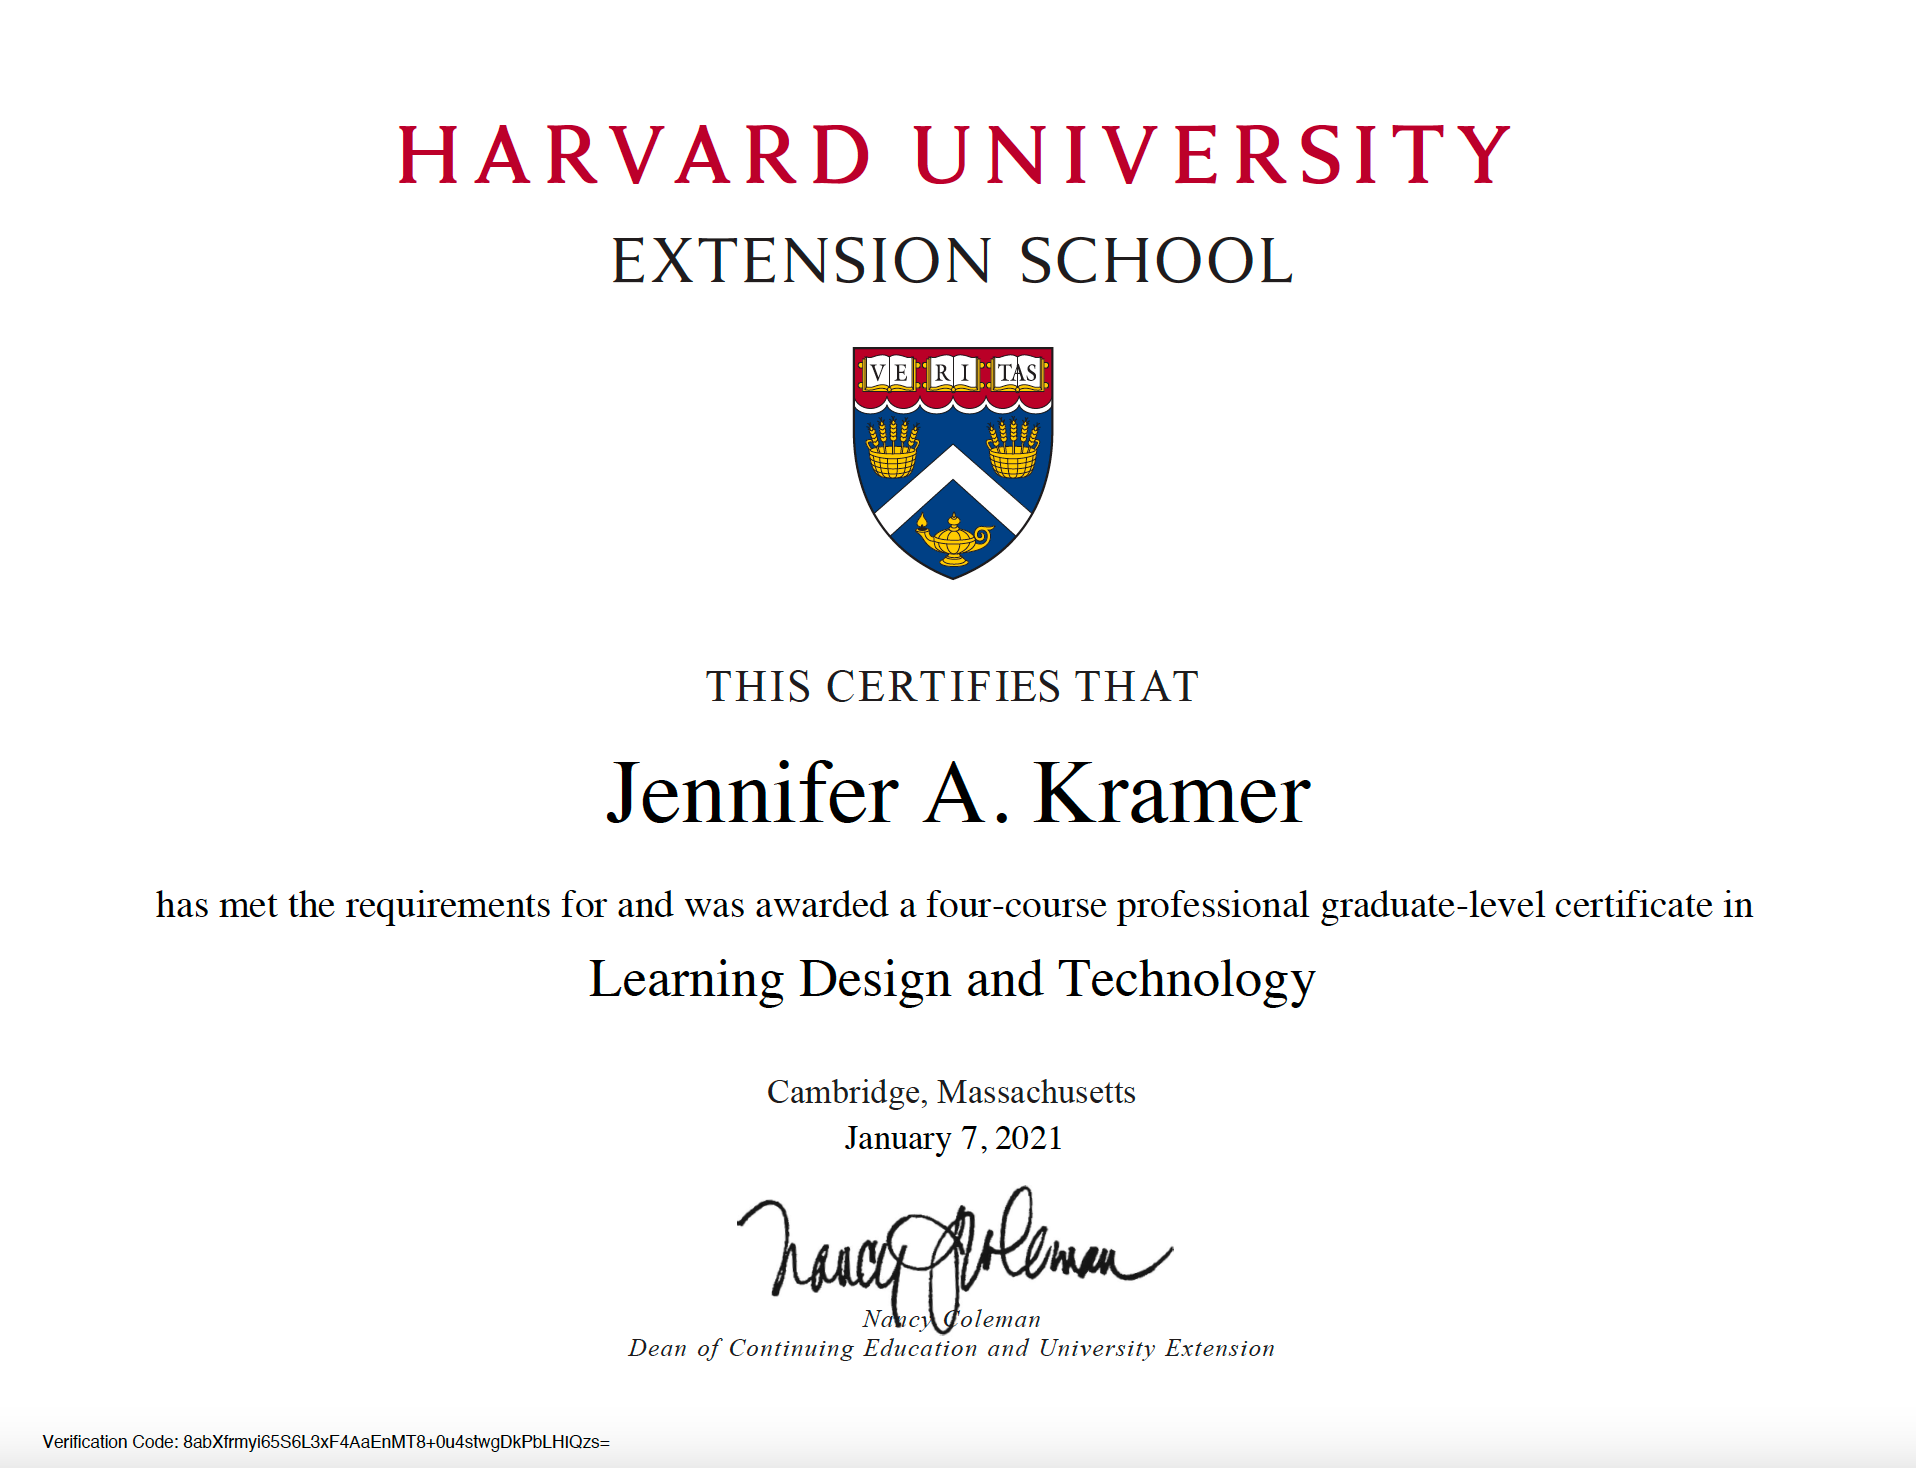 HARVARD UNIVERSITY
EXTENSION SCHOOL
VE RI TAS
THIS CERTIFIES THAT
Jennifer A. Kramer
has met the requirements for and was awarded a four-course professional graduate-level certificate in
Learning Design and Technology
Cambridge, Massachusetts
January 7, 2021
Nancy J Coleman
Nancy Coleman
Dean of Continuing Education and University Extension
Verification Code: 8abXfrmyi65S6L3xF4AaEnMT8+0u4stwgDkPbLHIQzs=